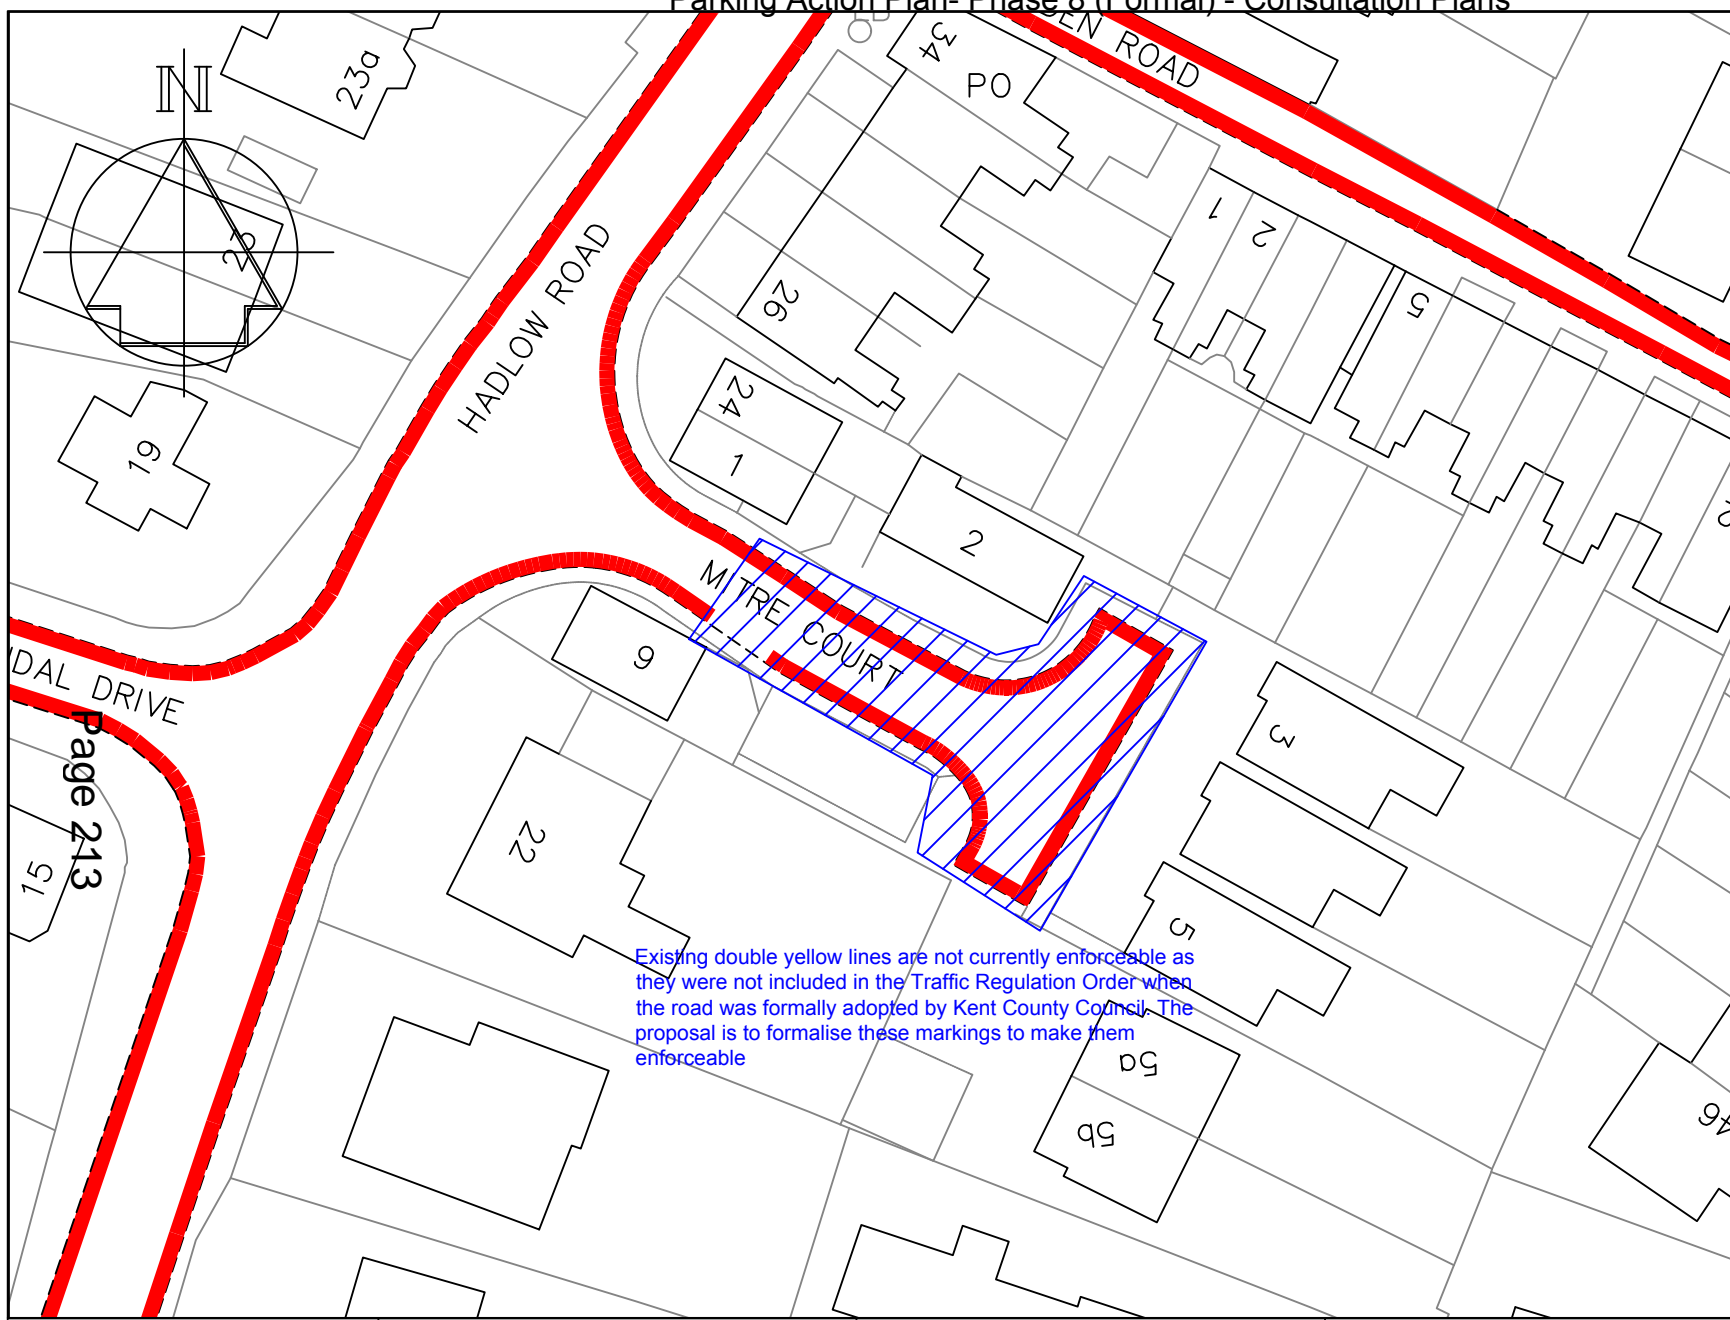 Parking Action Plan- Phase 8 (Formal) - Consultation Plans
N
23a
23
19
HADLOW ROAD
34
PO
1
2
5
26
24
1
2
MITRE COURT
9
22
3
5
5a
5b
46
15
DRIVE
ROAD
Page 213
Existing double yellow lines are not currently enforceable as
they were not included in the Traffic Regulation Order when
the road was formally adopted by Kent County Council. The
proposal is to formalise these markings to make them
enforceable